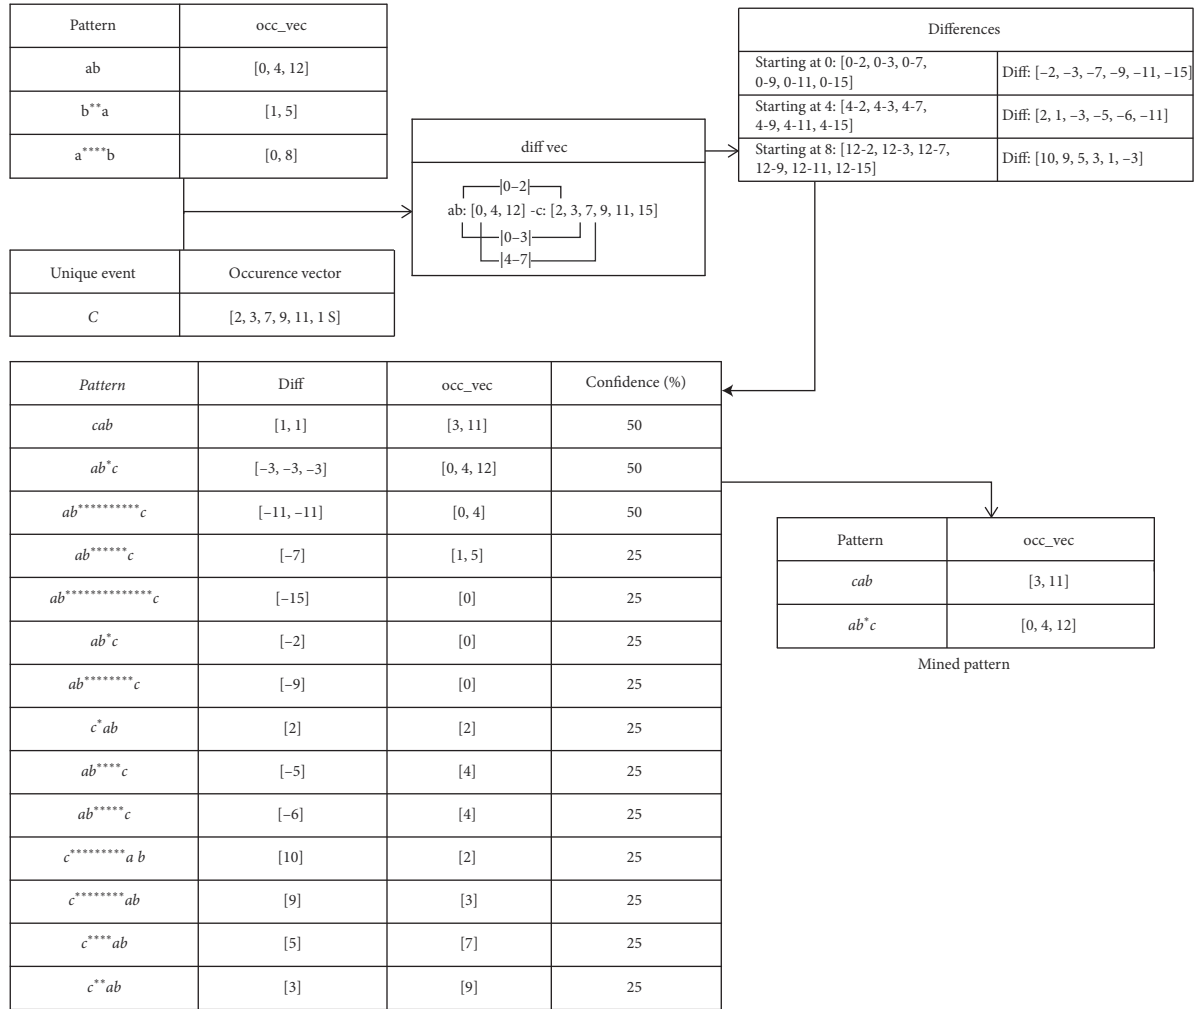 Pattern occ_vec
ab [0, 4, 12]
b**a [1, 5]
a****b [0, 8]
Unique event Occurence vector
C [2, 3, 7, 9, 11, 1 S]
diff vec
|0–2|
ab: [0, 4, 12] -c: [2, 3, 7, 9, 11, 15]
|0–3|
|4–7|
Differences
Starting at 0: [0-2, 0-3, 0-7,
0-9, 0-11, 0-15]
Diff: [–2, –3, –7, –9, –11, –15]
Starting at 4: [4-2, 4-3, 4-7,
4-9, 4-11, 4-15]
Diff: [2, 1, –3, –5, –6, –11]
Starting at 8: [12-2, 12-3, 12-7,
12-9, 12-11, 12-15]
Diff: [10, 9, 5, 3, 1, –3]
Pattern Diff occ_vec Confidence (%)
cab [1, 1] [3, 11] 50
ab*c [–3, –3, –3] [0, 4, 12] 50
ab**********c [–11, –11] [0, 4] 50
ab******c [–7] [1, 5] 25
ab**************c [–15] [0] 25
ab*c [–2] [0] 25
ab********c [–9] [0] 25
c*ab [2] [2] 25
ab****c [–5] [4] 25
ab*****c [–6] [4] 25
c*********a b [10] [2] 25
c********ab [9] [3] 25
c****ab [5] [7] 25
c**ab [3] [9] 25
Pattern occ_vec
cab [3, 11]
ab*c [0, 4, 12]
Mined pattern